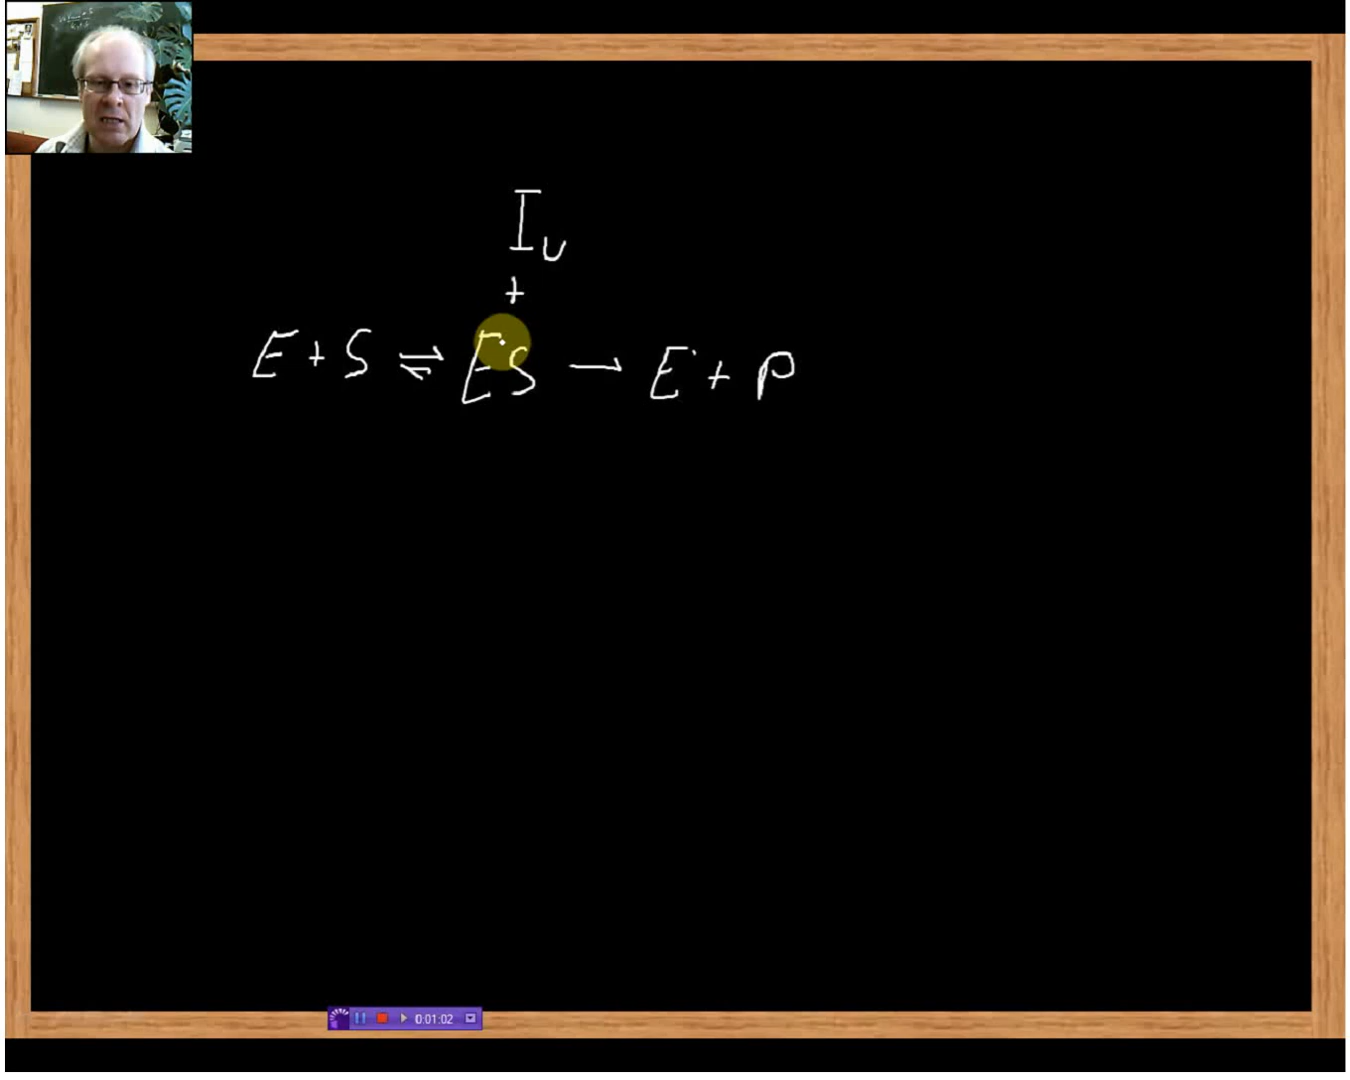 I_U
+
E + S ⇌ ES → E + P
0:01:02